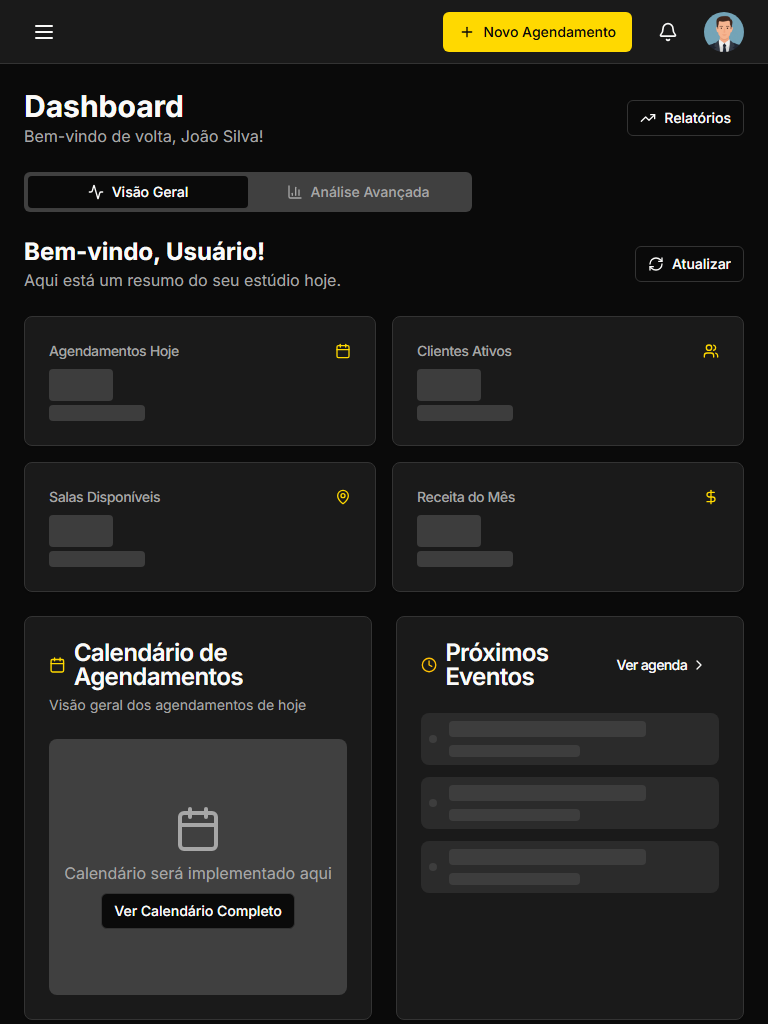 Novo Agendamento
Dashboard
Bem-vindo de volta, João Silva!
Relatórios
Visão Geral
Análise Avançada
Bem-vindo, Usuário!
Aqui está um resumo do seu estúdio hoje.
Atualizar
Agendamentos Hoje
Clientes Ativos
Salas Disponíveis
Receita do Mês
Calendário de
Agendamentos
Visão geral dos agendamentos de hoje
Calendário será implementado aqui
Ver Calendário Completo
Próximos
Eventos
Ver agenda